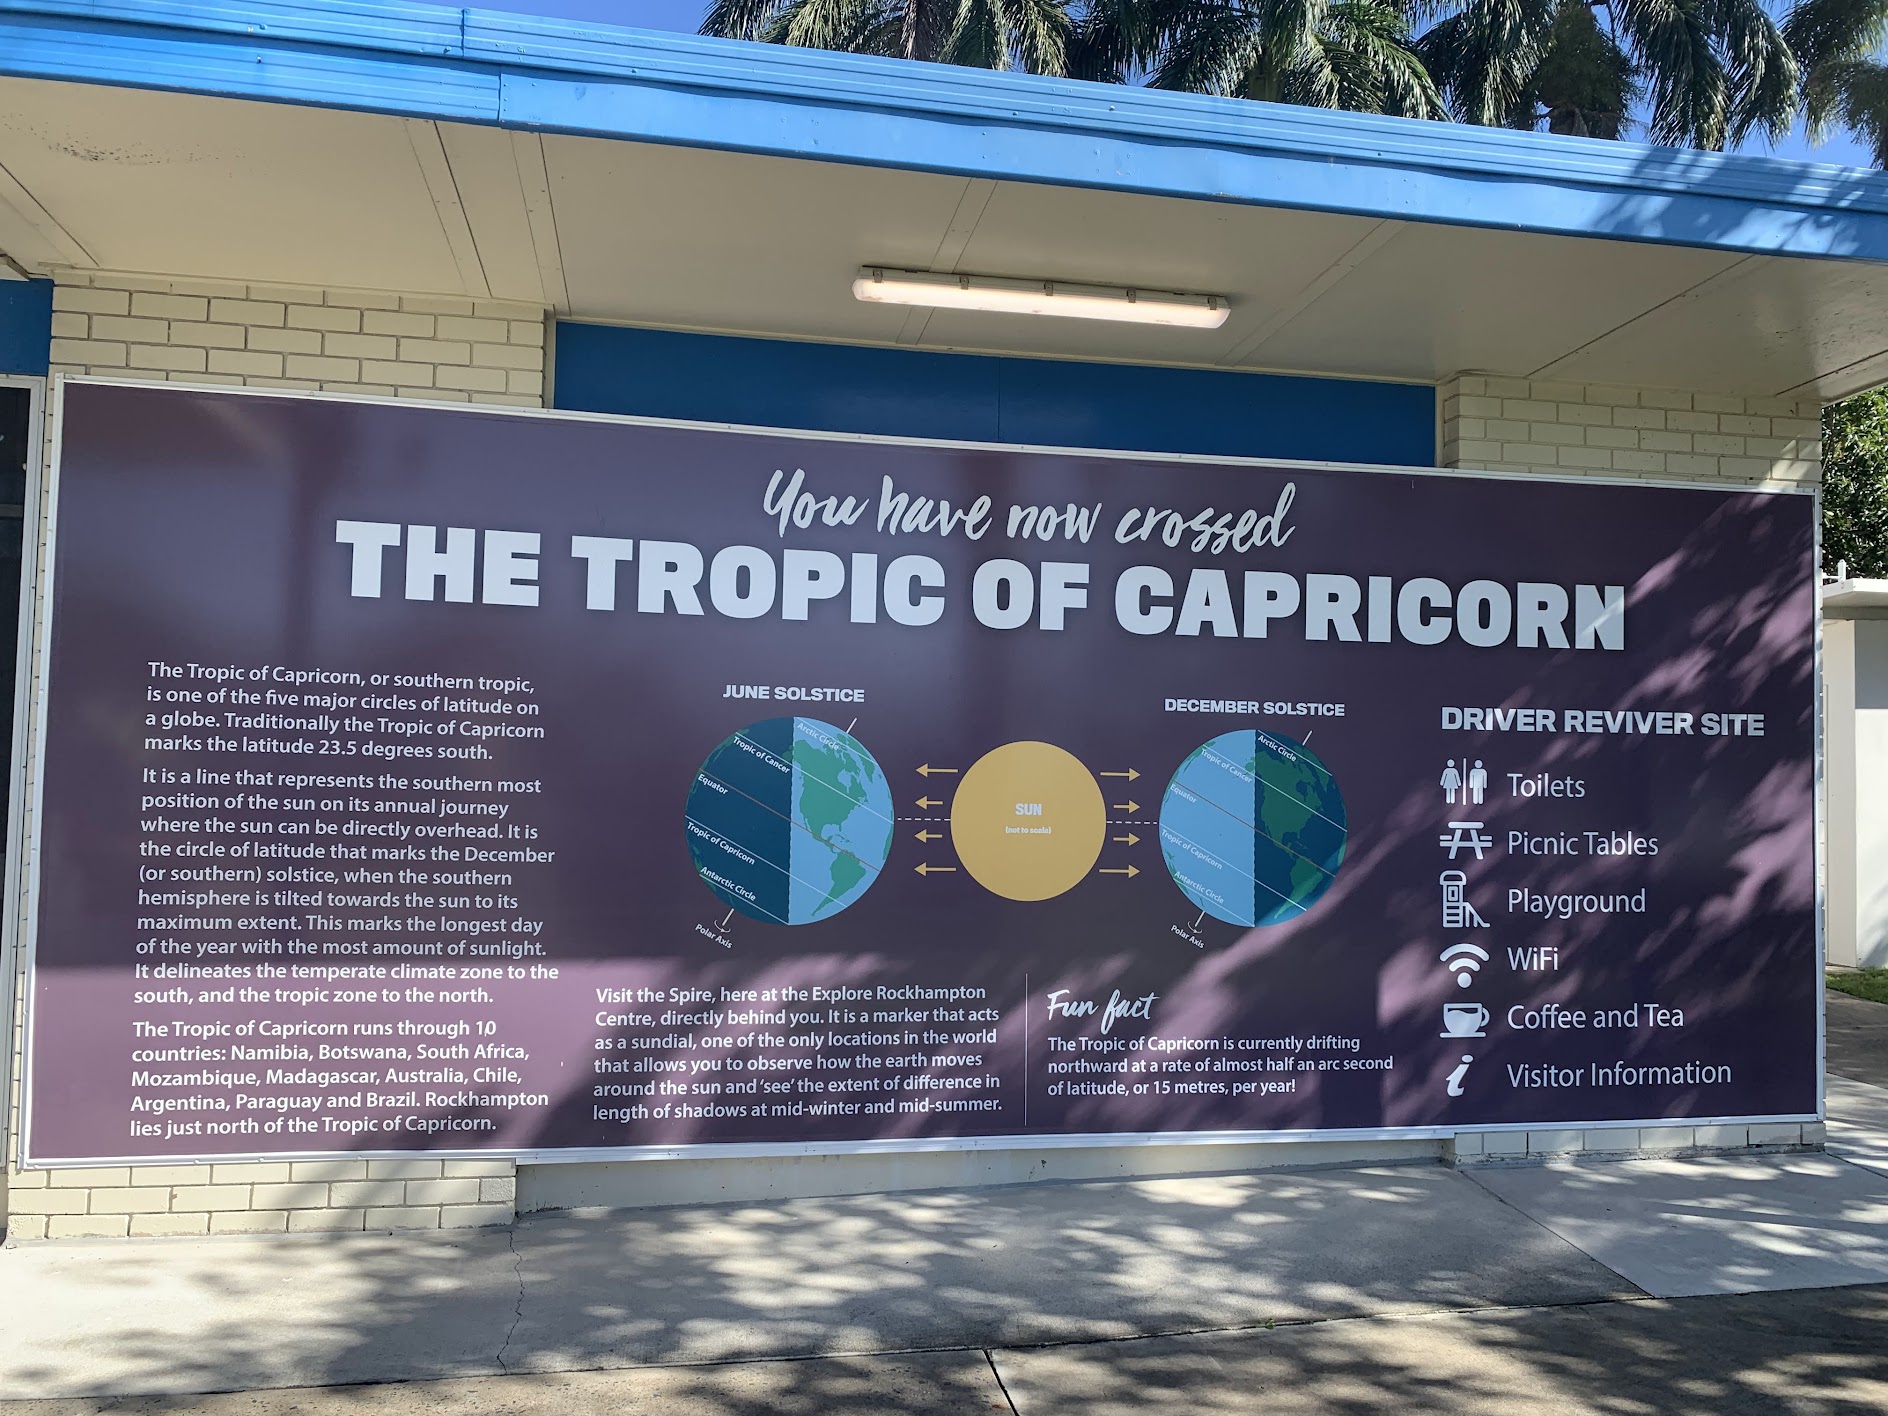 You have now crossed
THE TROPIC OF CAPRICORN
The Tropic of Capricorn, or southern tropic,
is one of the five major circles of latitude on
a globe. Traditionally the Tropic of Capricorn
marks the latitude 23.5 degrees south.
It is a line that represents the southern most
position of the sun on its annual journey
where the sun can be directly overhead. It is
the circle of latitude that marks the December
(or southern) solstice, when the southern
hemisphere is tilted towards the sun to its
maximum extent. This marks the longest day
of the year with the most amount of sunlight.
It delineates the temperate climate zone to the
south, and the tropic zone to the north.
The Tropic of Capricorn runs through 10
countries: Namibia, Botswana, South Africa,
Mozambique, Madagascar, Australia, Chile,
Argentina, Paraguay and Brazil. Rockhampton
lies just north of the Tropic of Capricorn.
JUNE SOLSTICE
Arctic Circle
Tropic of Cancer
Equator
Tropic of Capricorn
Antarctic Circle
Polar Axis
SUN
(not to scale)
DECEMBER SOLSTICE
Arctic Circle
Tropic of Cancer
Equator
Tropic of Capricorn
Antarctic Circle
Polar Axis
Visit the Spire, here at the Explore Rockhampton
Centre, directly behind you. It is a marker that acts
as a sundial, one of the only locations in the world
that allows you to observe how the earth moves
around the sun and 'see' the extent of difference in
length of shadows at mid-winter and mid-summer.
Fun fact
The Tropic of Capricorn is currently drifting
northward at a rate of almost half an arc second
of latitude, or 15 metres, per year!
DRIVER REVIVER SITE
Toilets
Picnic Tables
Playground
WiFi
Coffee and Tea
Visitor Information